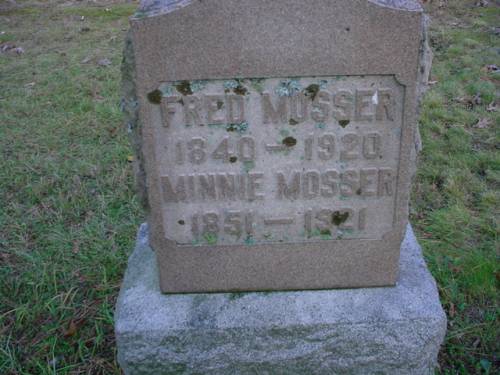 FRED MOSSER
1840 — 1920
MINNIE MOSSER
1851 — 1921